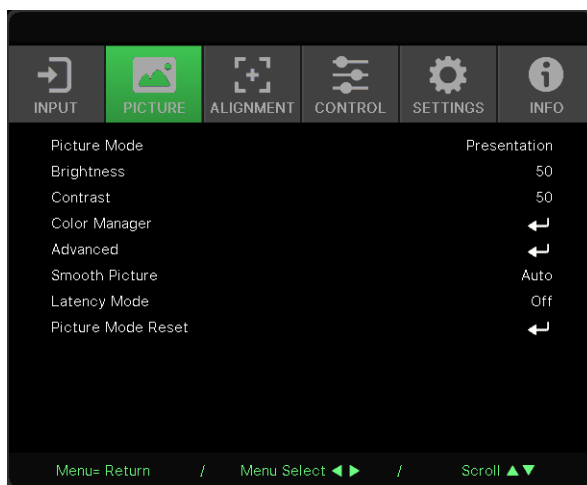 INPUT PICTURE ALIGNMENT CONTROL SETTINGS INFO
Picture Mode Presentation
Brightness 50
Contrast 50
Color Manager
Advanced
Smooth Picture Auto
Latency Mode Off
Picture Mode Reset
Menu= Return / Menu Select ◀ ▶ / Scroll ▲▼